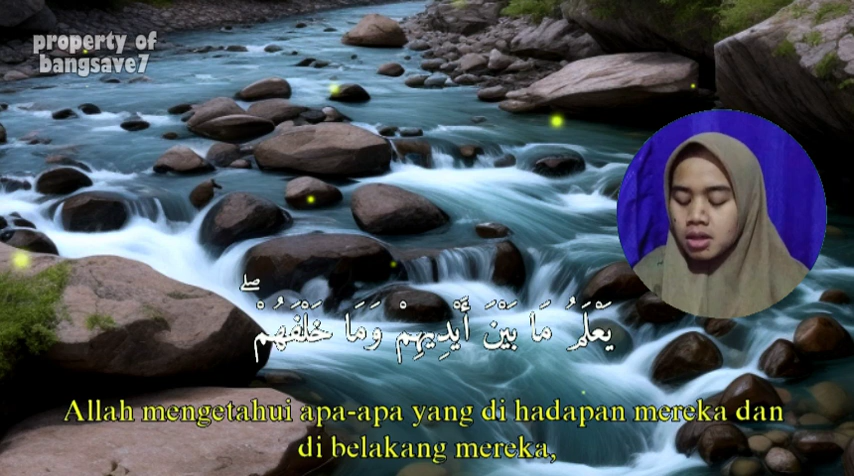 property of
bangsave7
يَعْلَمُ مَا بَيْنَ أَيْدِيهِمْ وَمَا خَلْفَهُمْ ۖ
Allah mengetahui apa-apa yang di hadapan mereka dan
di belakang mereka,